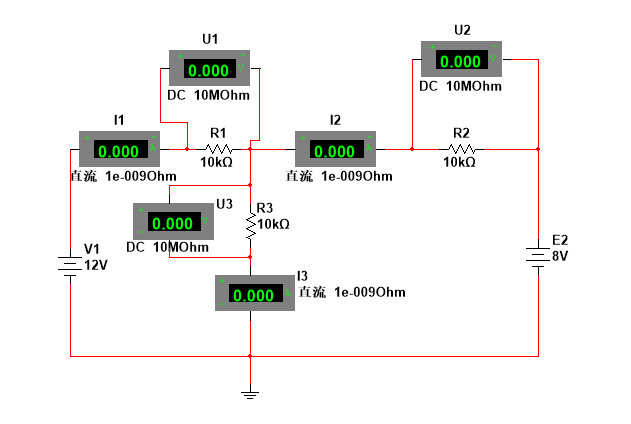 U1
0.000
DC 10MOhm
U2
0.000
DC 10MOhm
I1
0.000
直流 1e-009Ohm
R1
10kΩ
I2
0.000
直流 1e-009Ohm
R2
10kΩ
U3
0.000
DC 10MOhm
R3
10kΩ
V1
12V
E2
8V
I3
0.000
直流 1e-009Ohm